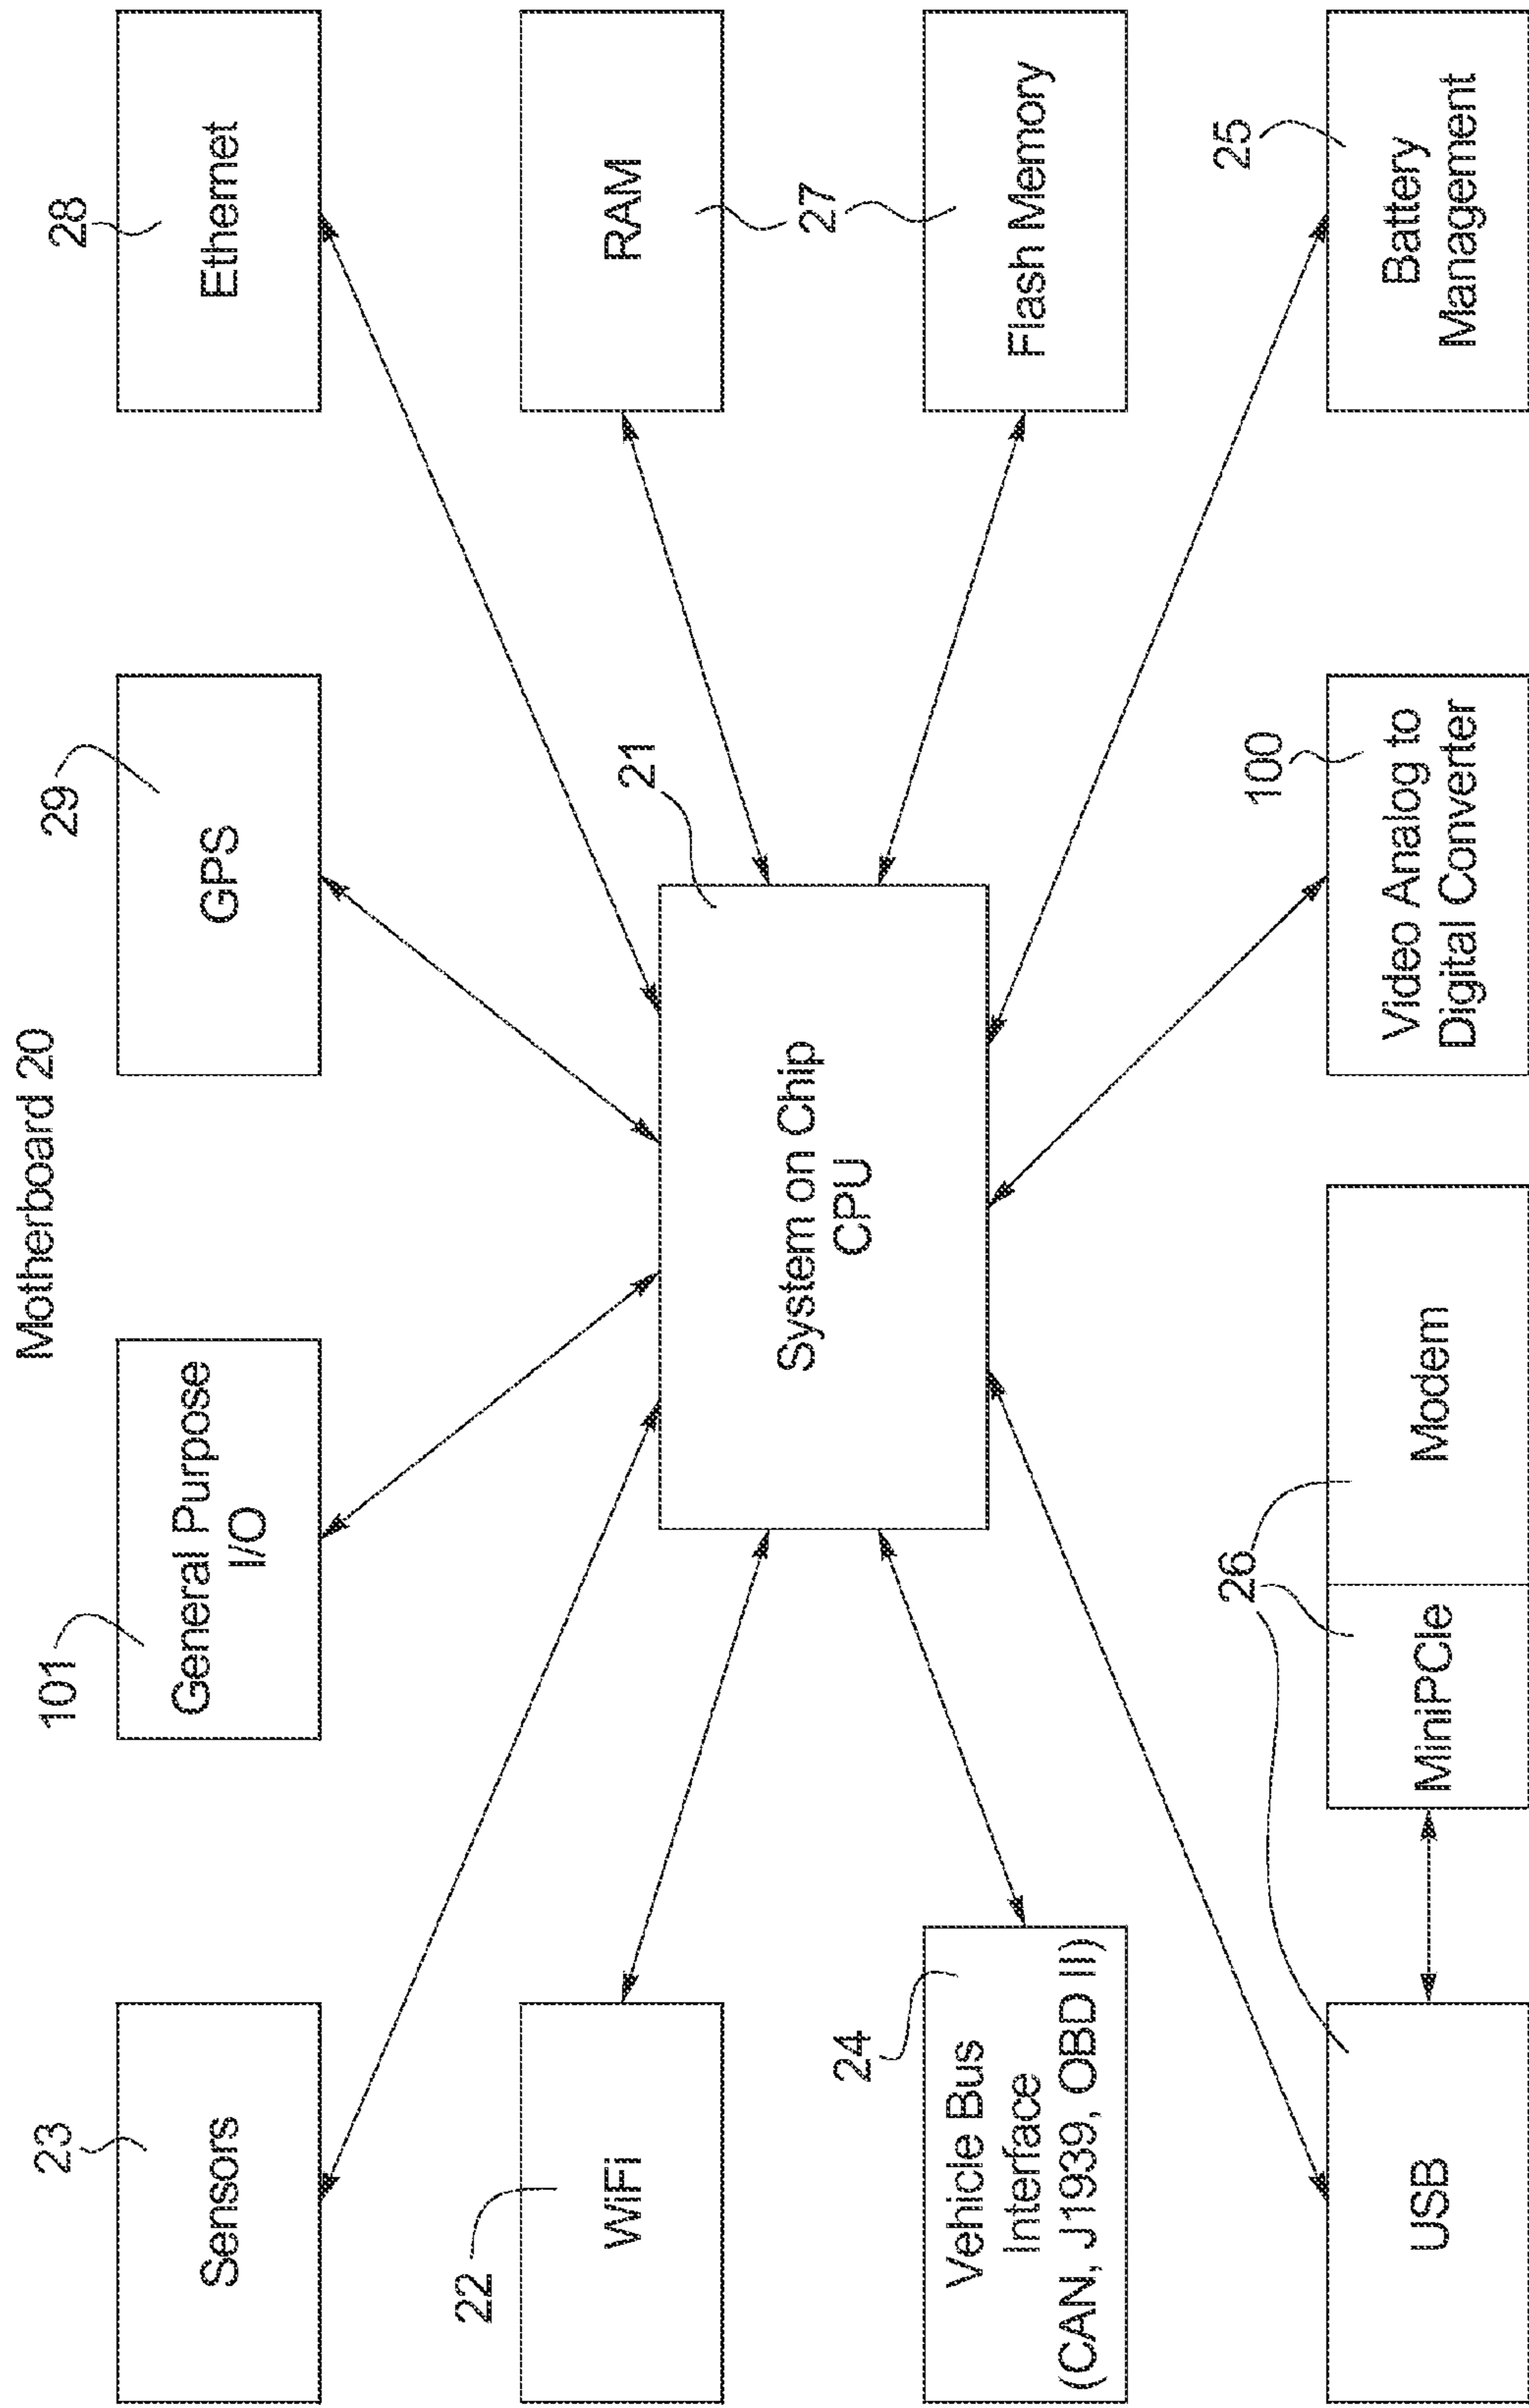 Motherboard 20
23
Sensors
101
General Purpose
I/O
29
GPS
28
Ethernet
22
WiFi
21
System on Chip
CPU
RAM
27
24
Vehicle Bus
Interface
(CAN, J1939, OBD II)
Flash Memory
26
100
25
USB
MiniPCIe
Modem
Video Analog to
Digital Converter
Battery
Management